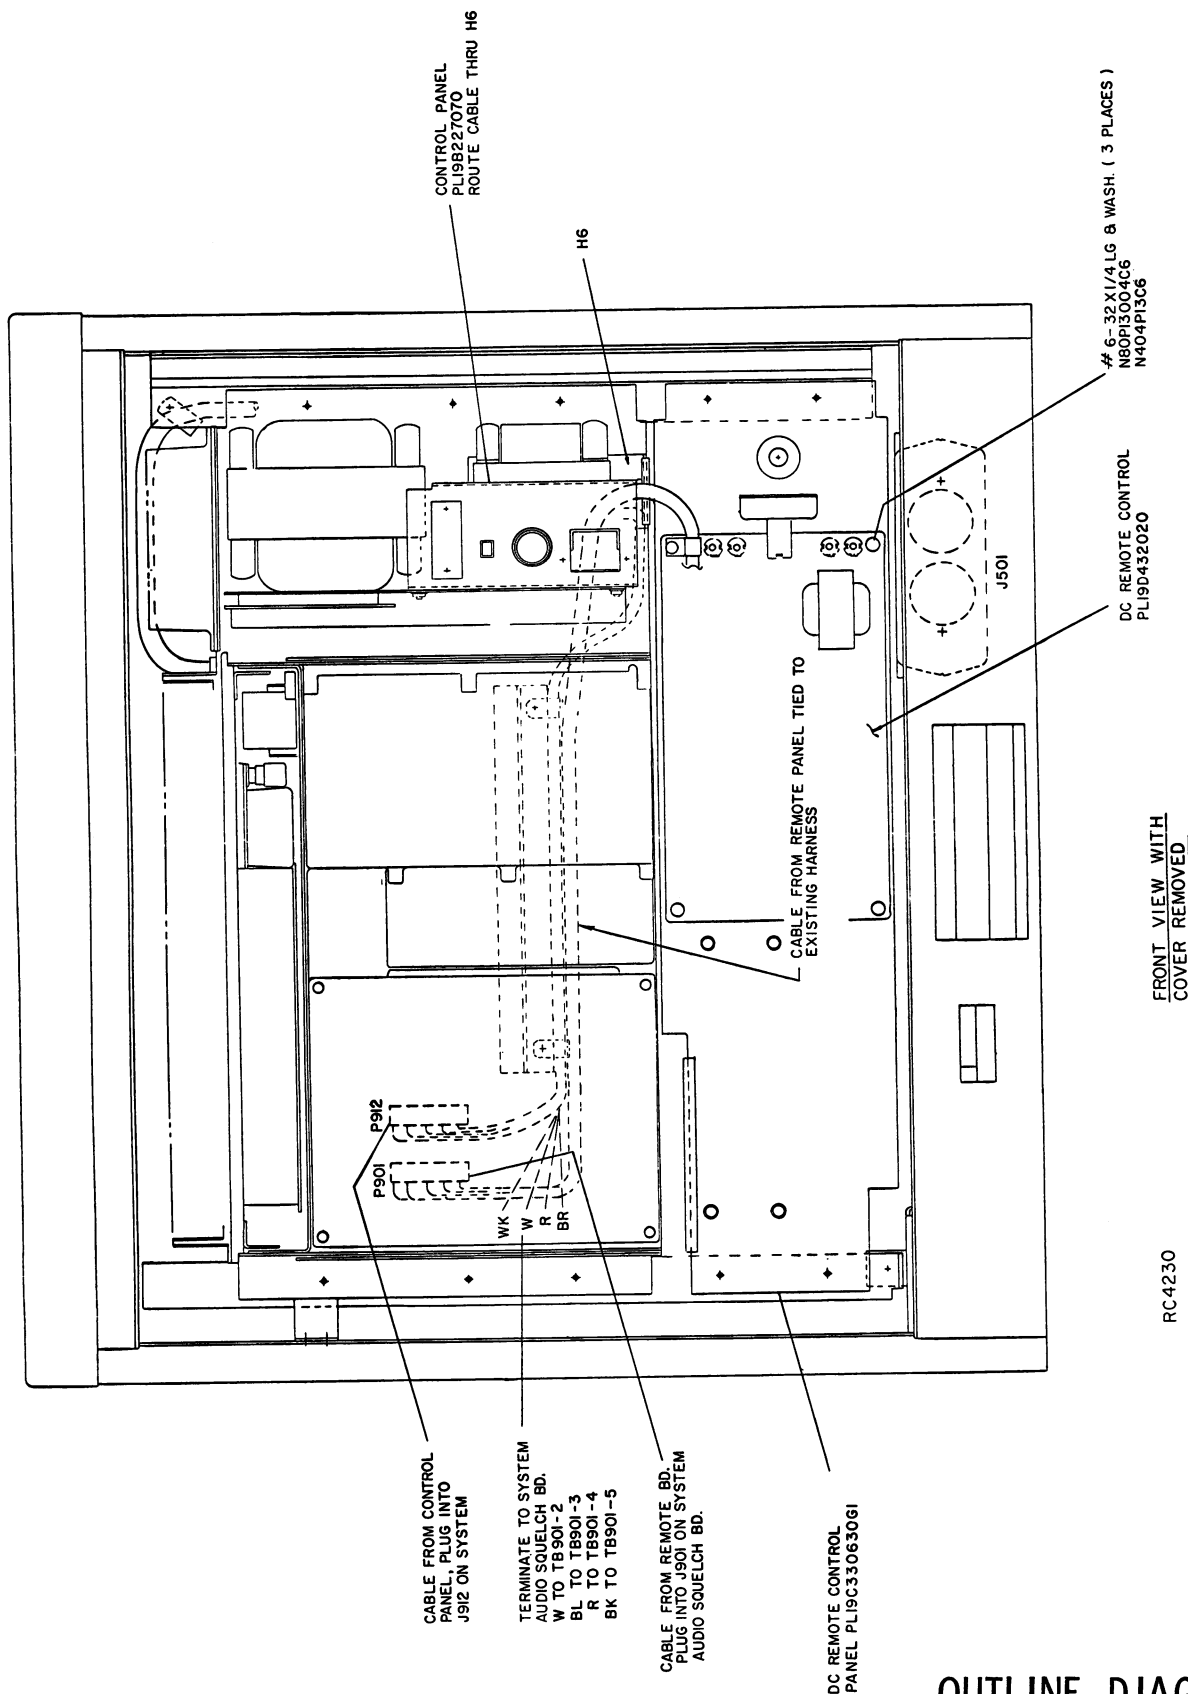 CONTROL PANEL
PL19B227070
ROUTE CABLE THRU H6
H6
# 6-32 X 1/4 LG & WASH. ( 3 PLACES )
N80P13004C6
N404P13C6
J501
DC REMOTE CONTROL
PL19D432020
CABLE FROM REMOTE PANEL TIED TO
EXISTING HARNESS
P912
P901
WK
W
R
BR
CABLE FROM CONTROL
PANEL, PLUG INTO
J912 ON SYSTEM
TERMINATE TO SYSTEM
AUDIO SQUELCH BD.
W TO TB901-2
BL TO TB901-3
R TO TB901-4
BK TO TB901-5
CABLE FROM REMOTE BD.
PLUG INTO J901 ON SYSTEM
AUDIO SQUELCH BD.
DC REMOTE CONTROL
PANEL PL19C330630G1
FRONT VIEW WITH
COVER REMOVED
RC4230
OUTLINE